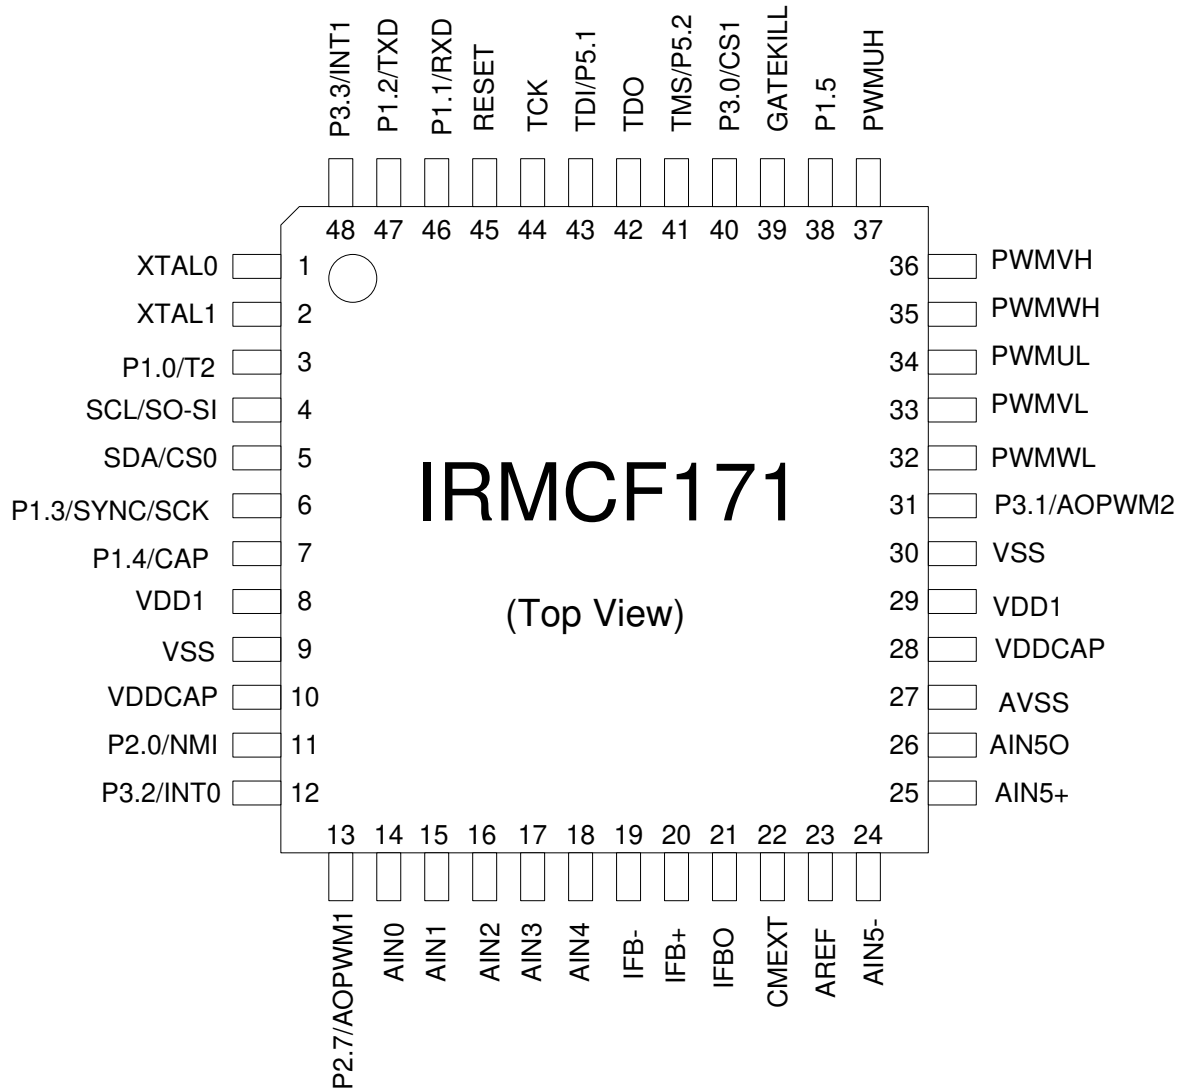 P3.3/INT1
P1.2/TXD
P1.1/RXD
RESET
TCK
TDI/P5.1
TDO
TMS/P5.2
P3.0/CS1
GATEKILL
P1.5
PWMUH
48 47 46 45 44 43 42 41 40 39 38 37
XTAL0 1
XTAL1 2
P1.0/T2 3
SCL/SO-SI 4
SDA/CS0 5
P1.3/SYNC/SCK 6
P1.4/CAP 7
VDD1 8
VSS 9
VDDCAP 10
P2.0/NMI 11
P3.2/INT0 12
IRMCF171
(Top View)
36 PWMVH
35 PWMWH
34 PWMUL
33 PWMVL
32 PWMWL
31 P3.1/AOPWM2
30 VSS
29 VDD1
28 VDDCAP
27 AVSS
26 AIN5O
25 AIN5+
13 14 15 16 17 18 19 20 21 22 23 24
P2.7/AOPWM1
AIN0
AIN1
AIN2
AIN3
AIN4
IFB-
IFB+
IFBO
CMEXT
AREF
AIN5-